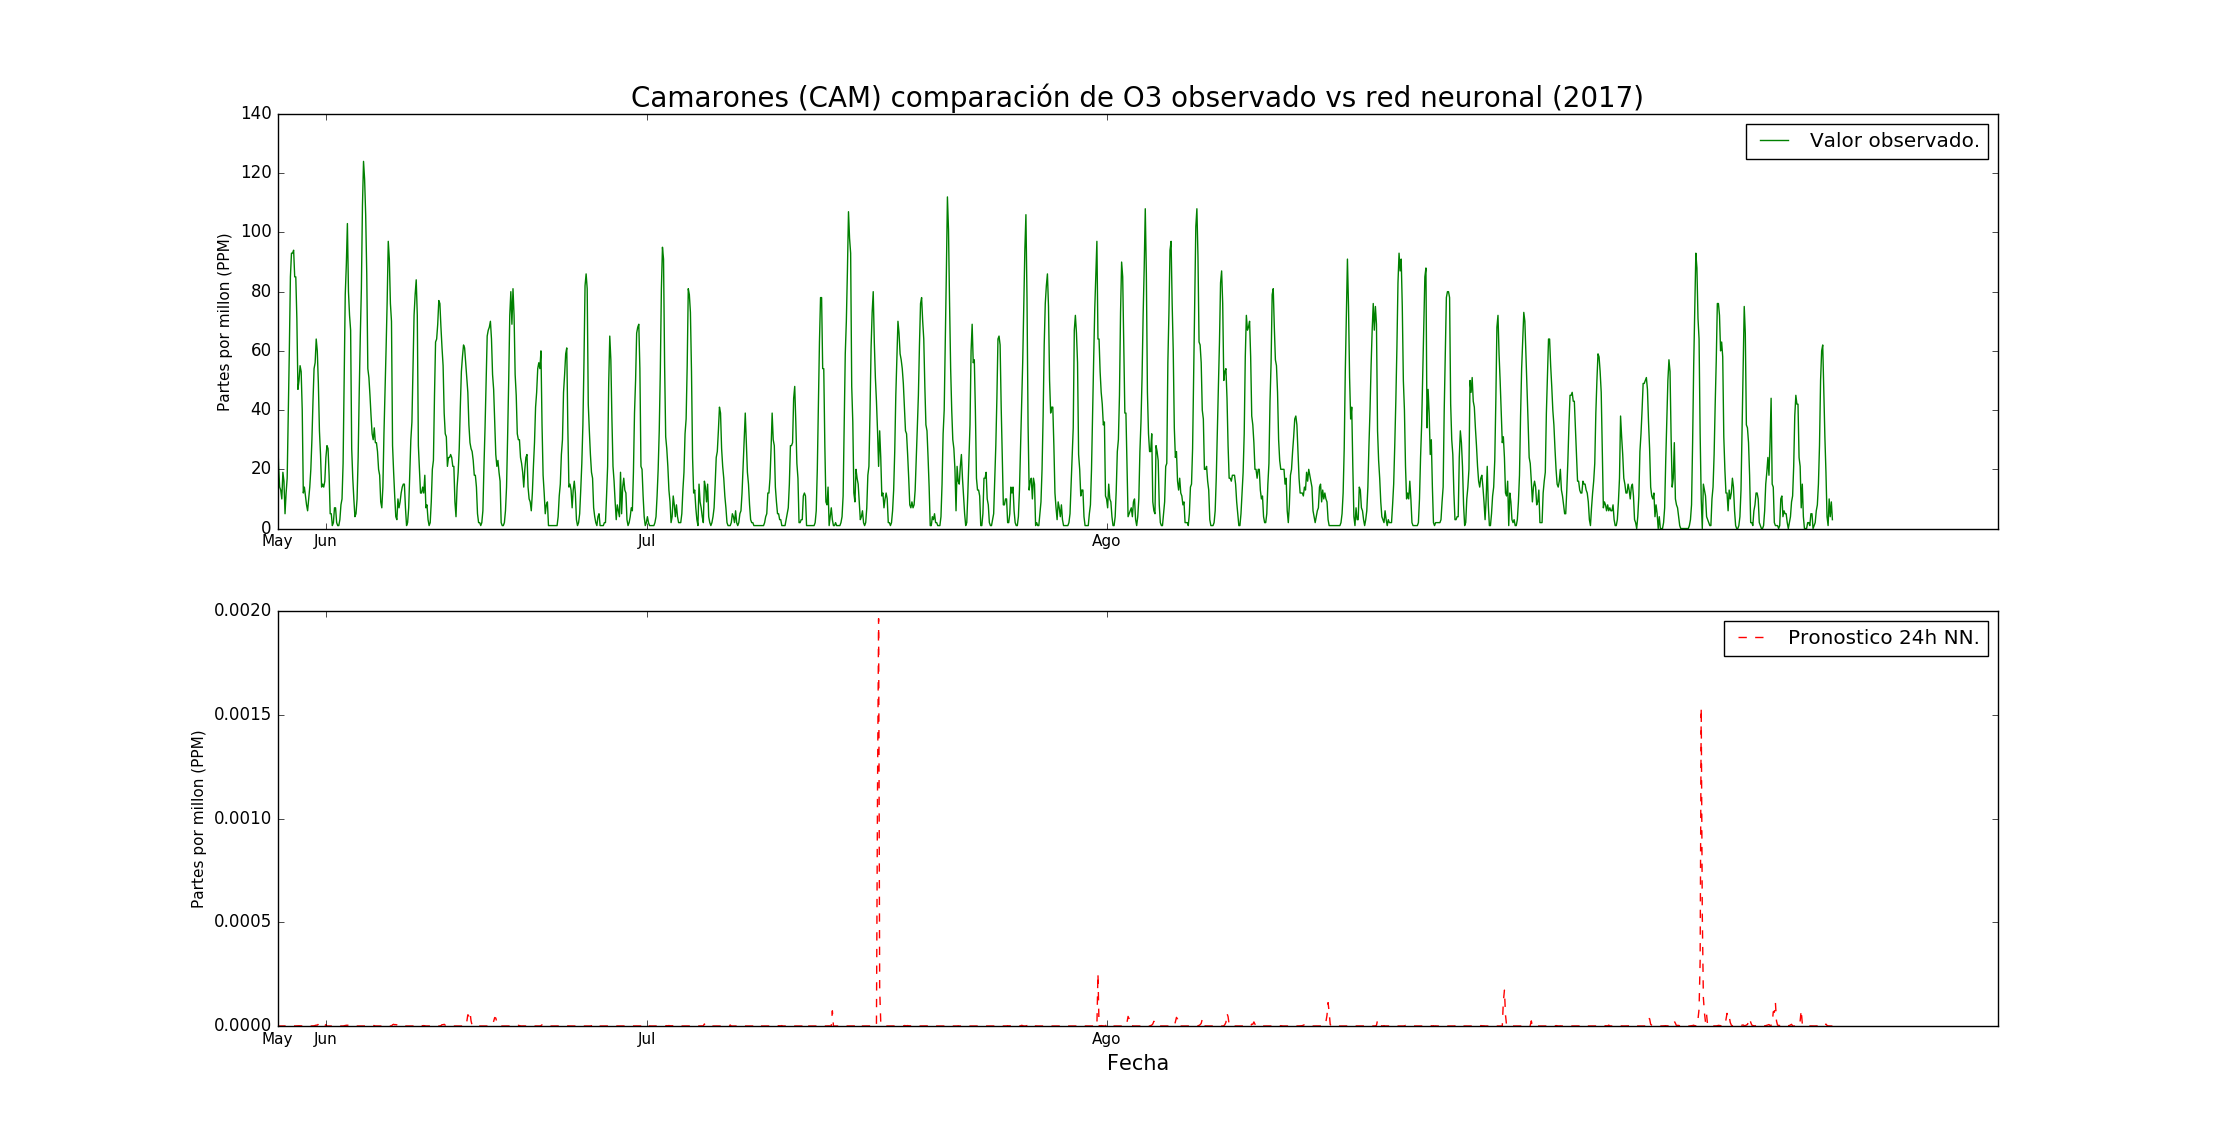 Camarones (CAM) comparación de O3 observado vs red neuronal (2017)
140
120
100
80
60
40
20
0
Partes por millon (PPM)
Valor observado.
May Jun Jul Ago
0.0020
0.0015
0.0010
0.0005
0.0000
Partes por millon (PPM)
Pronostico 24h NN.
May Jun Jul Ago
Fecha